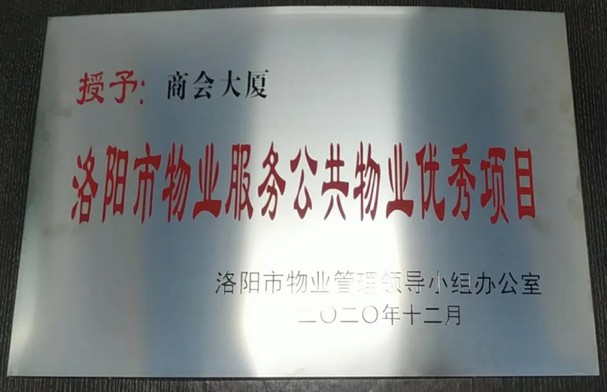 授予：商会大厦
洛阳市物业服务公共物业优秀项目
洛阳市物业管理领导小组办公室
二〇二〇年十二月